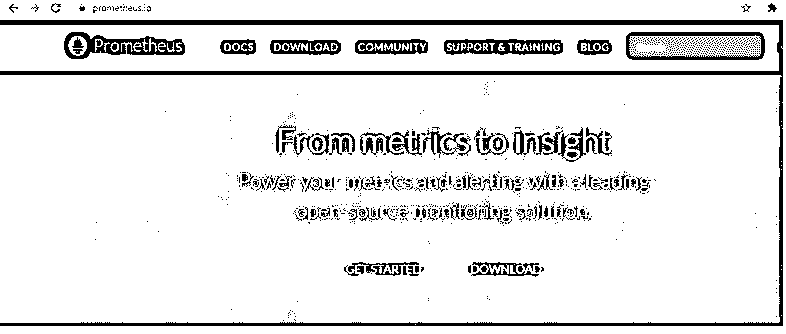 prometheus.io
Prometheus DOCS DOWNLOAD COMMUNITY SUPPORT & TRAINING BLOG
From metrics to insight
Power your metrics and alerting with a leading
open-source monitoring solution.
GET STARTED DOWNLOAD